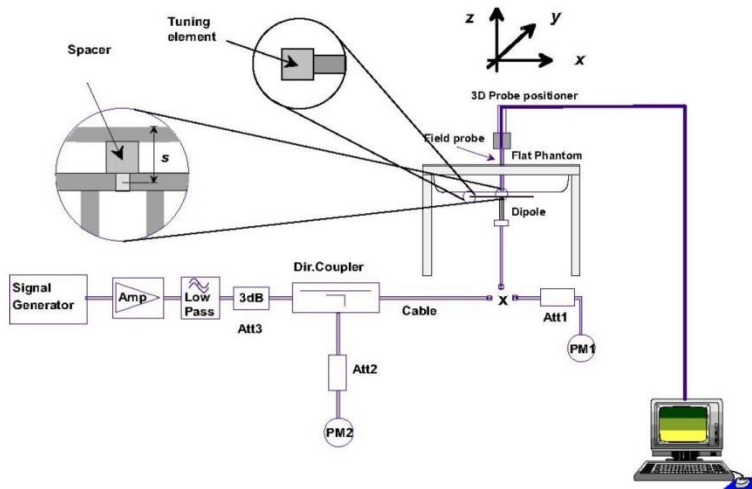 Tuning
element
Spacer
s
z
y
x
3D Probe positioner
Field probe
Flat Phantom
Dipole
Dir.Coupler
Signal
Generator
Amp
Low
Pass
3dB
Att3
Cable
x
Att1
PM1
Att2
PM2